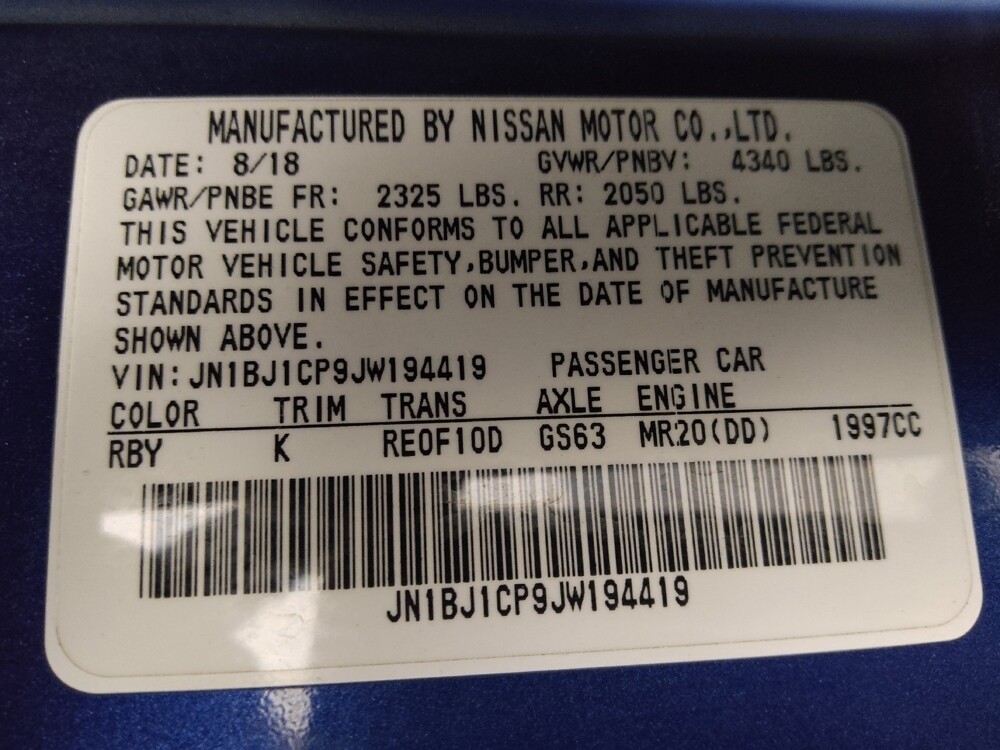 MANUFACTURED BY NISSAN MOTOR CO.,LTD.
DATE: 8/18 GVWR/PNBV: 4340 LBS.
GAWR/PNBE FR: 2325 LBS. RR: 2050 LBS.
THIS VEHICLE CONFORMS TO ALL APPLICABLE FEDERAL
MOTOR VEHICLE SAFETY,BUMPER,AND THEFT PREVENTION
STANDARDS IN EFFECT ON THE DATE OF MANUFACTURE
SHOWN ABOVE.
VIN:JN1BJ1CP9JW194419 PASSENGER CAR
COLOR TRIM TRANS AXLE ENGINE
RBY K RE0F10D GS63 MR20(DD) 1997CC
JN1BJ1CP9JW194419